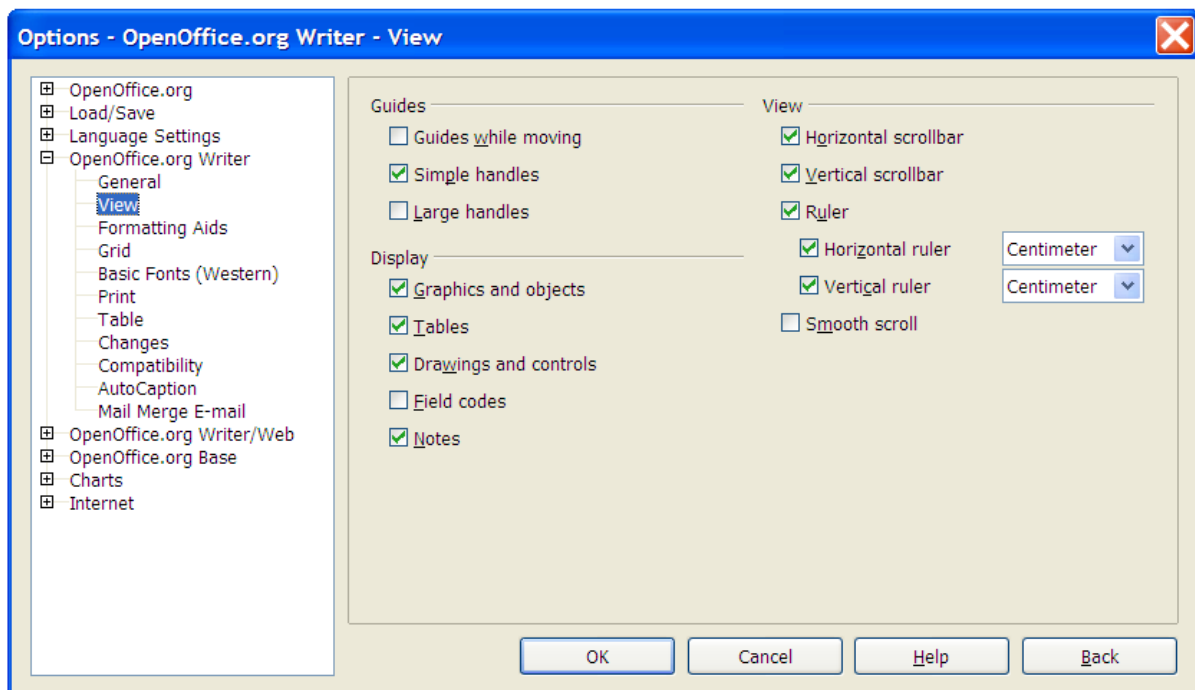 Options - OpenOffice.org Writer - View
OpenOffice.org
Load/Save
Language Settings
OpenOffice.org Writer
General
View
Formatting Aids
Grid
Basic Fonts (Western)
Print
Table
Changes
Compatibility
AutoCaption
Mail Merge E-mail
OpenOffice.org Writer/Web
OpenOffice.org Base
Charts
Internet
Guides
Guides while moving
Simple handles
Large handles
Display
Graphics and objects
Tables
Drawings and controls
Field codes
Notes
View
Horizontal scrollbar
Vertical scrollbar
Ruler
Horizontal ruler Centimeter
Vertical ruler Centimeter
Smooth scroll
OK Cancel Help Back